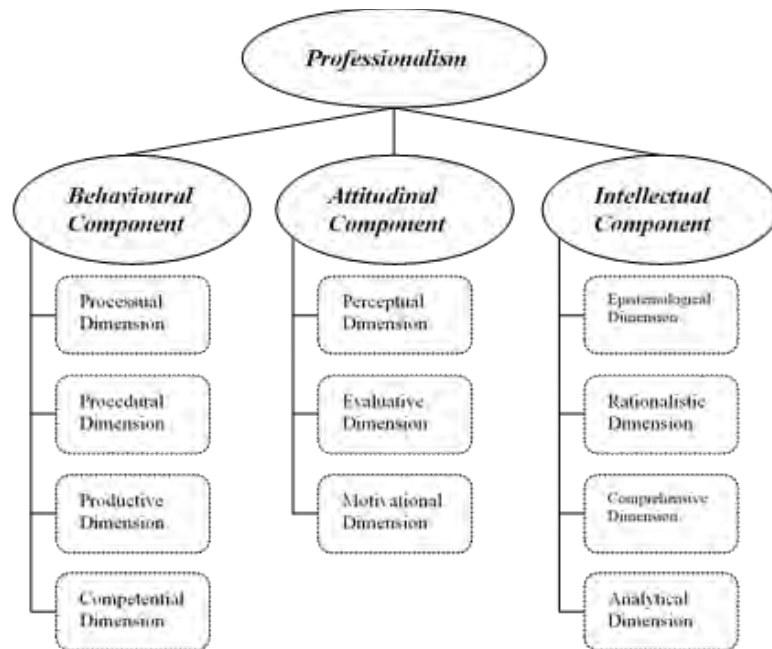 Professionalism
Behavioural
Component
Processual
Dimension
Procedural
Dimension
Productive
Dimension
Competential
Dimension
Attitudinal
Component
Perceptual
Dimension
Evaluative
Dimension
Motivational
Dimension
Intellectual
Component
Epistemological
Dimension
Rationalistic
Dimension
Comprehensive
Dimension
Analytical
Dimension